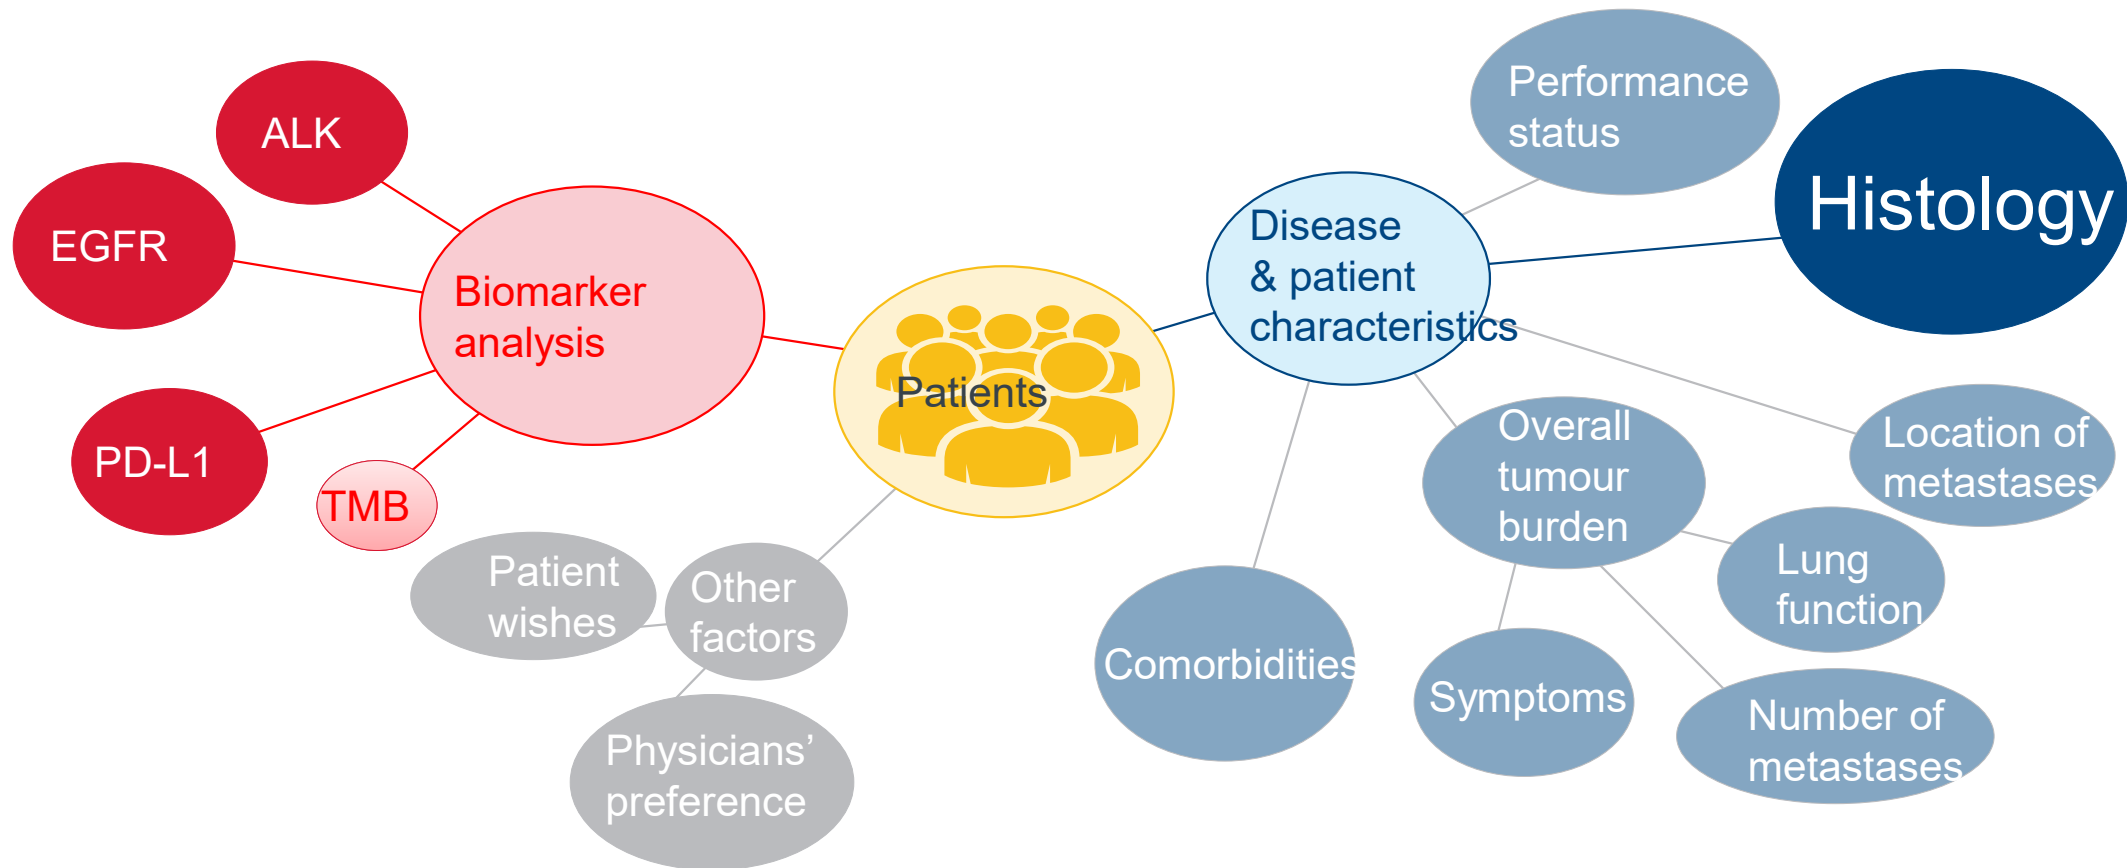 ALK
EGFR
Biomarker
analysis
PD-L1
TMB
Patients
Patient
wishes
Other
factors
Physicians’
preference
Disease
& patient
characteristics
Performance
status
Histology
Location of
metastases
Overall
tumour
burden
Lung
function
Number of
metastases
Symptoms
Comorbidities